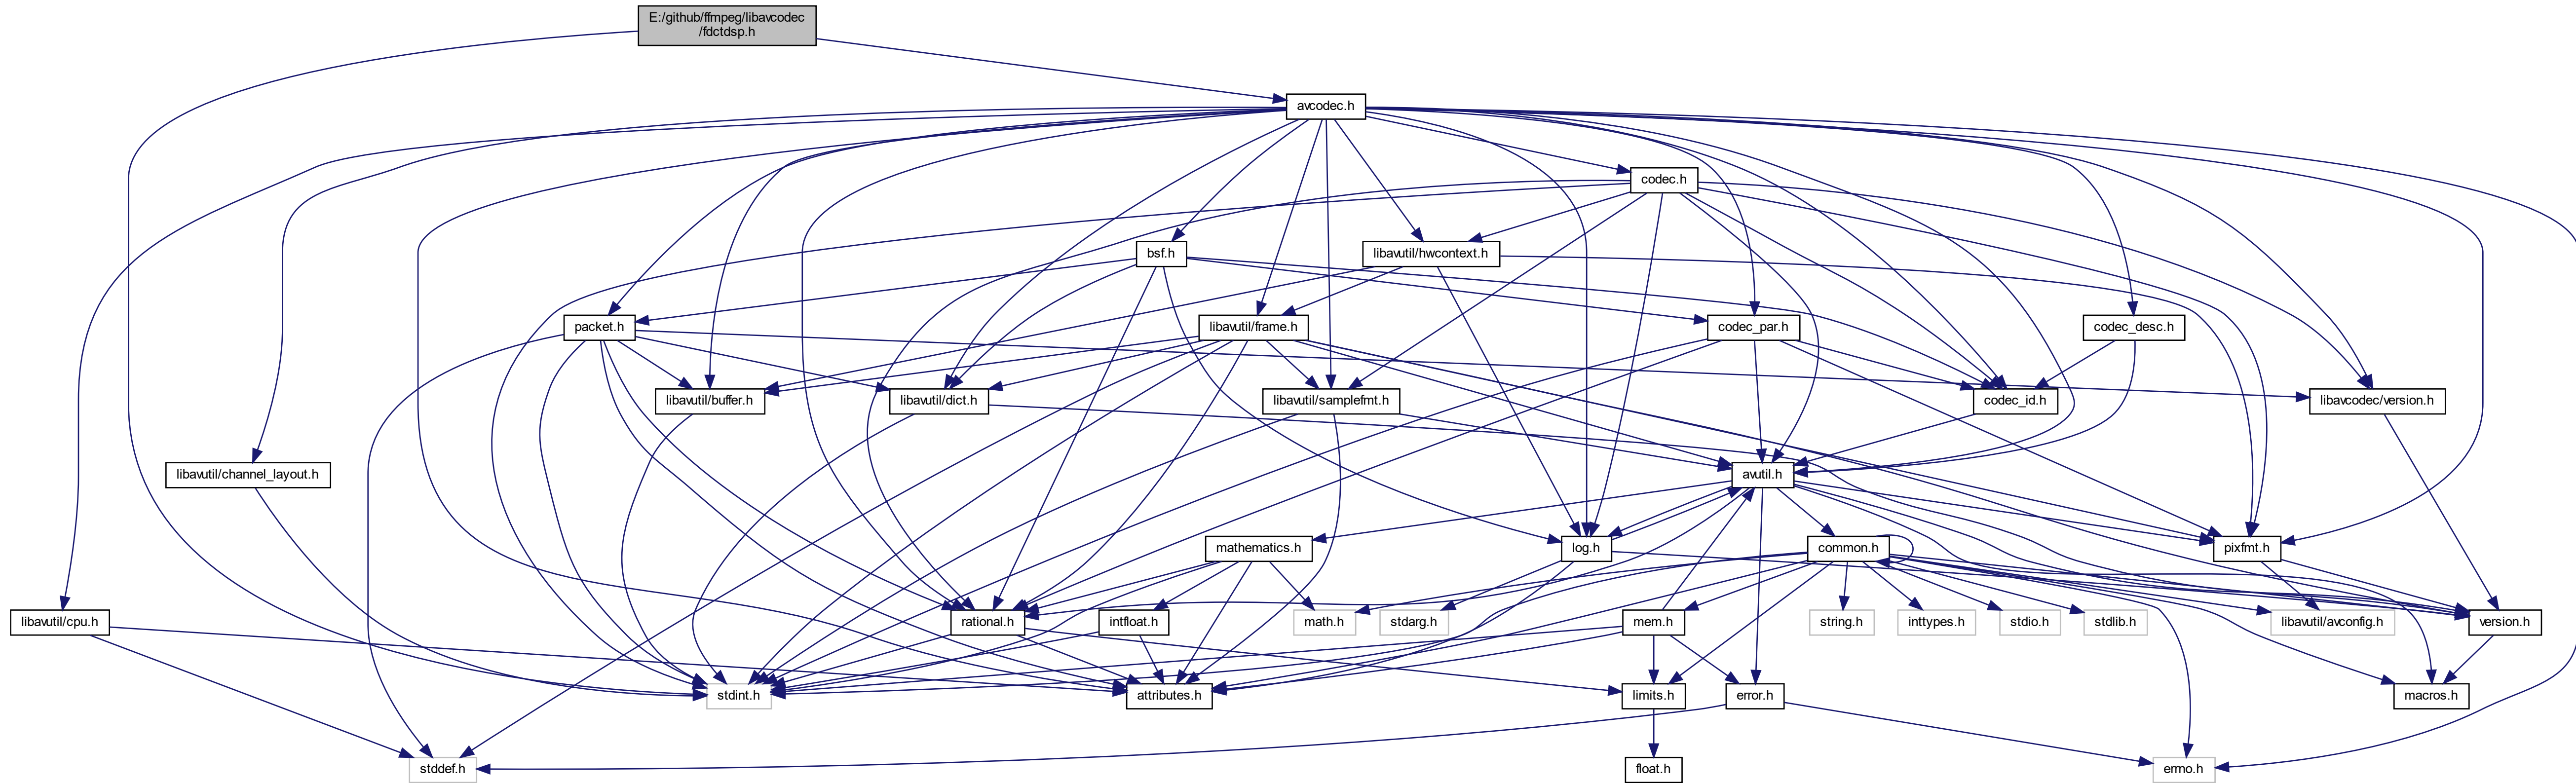 E:/github/ffmpeg/libavcodec
/fdctdsp.h
avcodec.h
codec.h
bsf.h
libavutil/hwcontext.h
packet.h
libavutil/frame.h
codec_par.h
codec_desc.h
libavutil/buffer.h
libavutil/dict.h
libavutil/samplefmt.h
codec_id.h
libavcodec/version.h
libavutil/channel_layout.h
avutil.h
mathematics.h
log.h
common.h
pixfmt.h
libavutil/cpu.h
rational.h
intfloat.h
math.h
stdarg.h
mem.h
string.h
inttypes.h
stdio.h
stdlib.h
libavutil/avconfig.h
version.h
stdint.h
attributes.h
limits.h
error.h
macros.h
stddef.h
float.h
errno.h